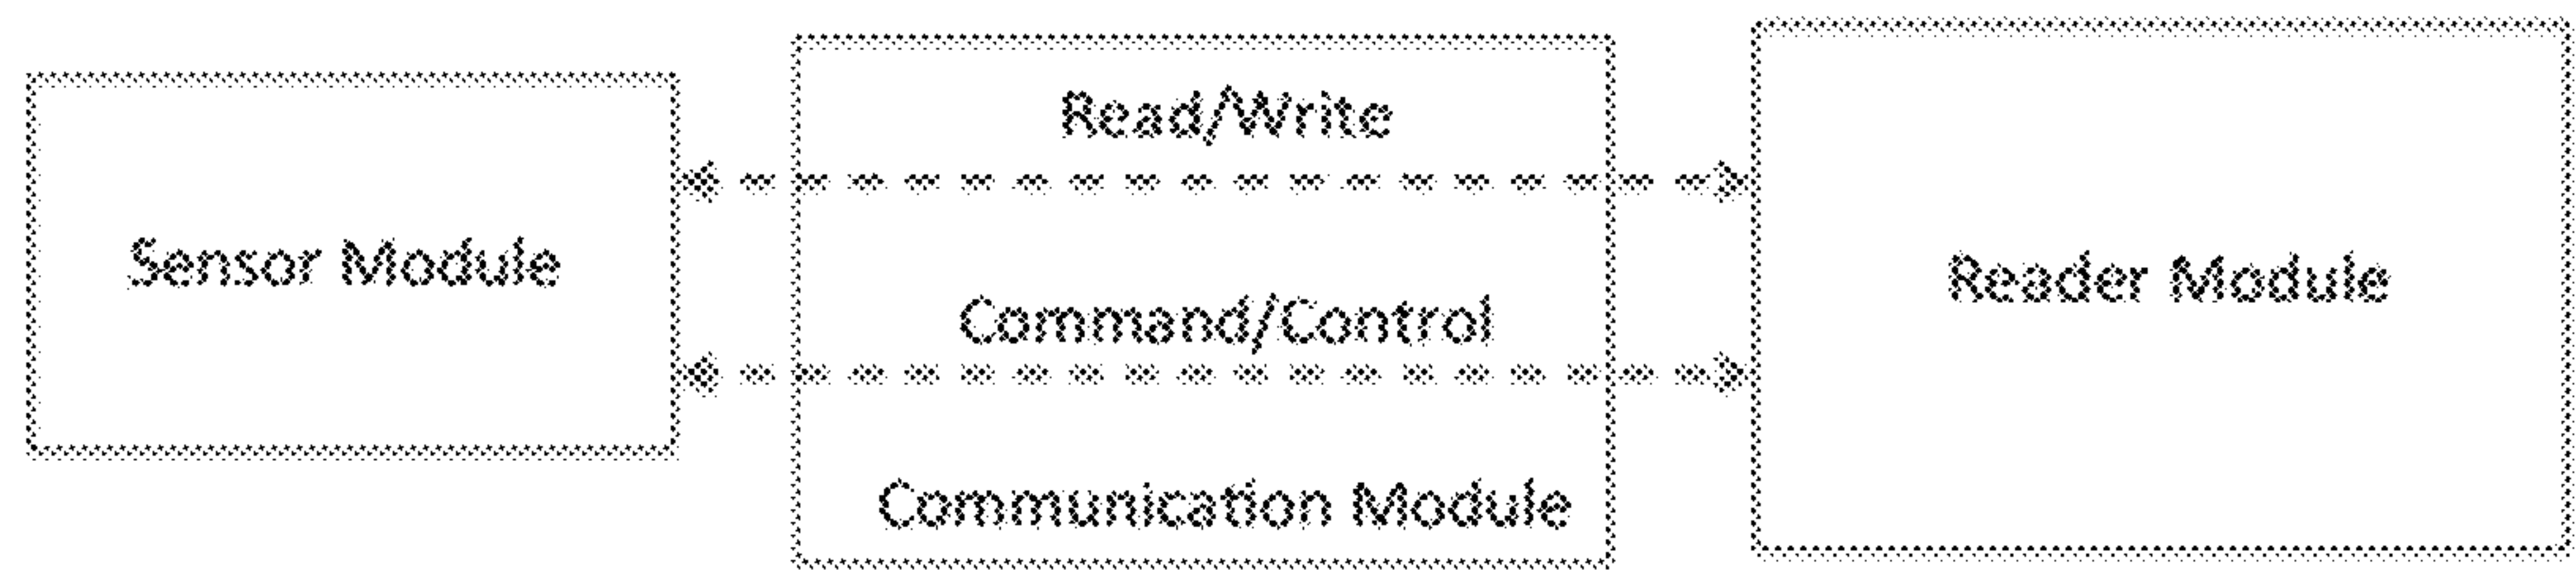 Sensor Module
Read/Write
Command/Control
Communication Module
Reader Module